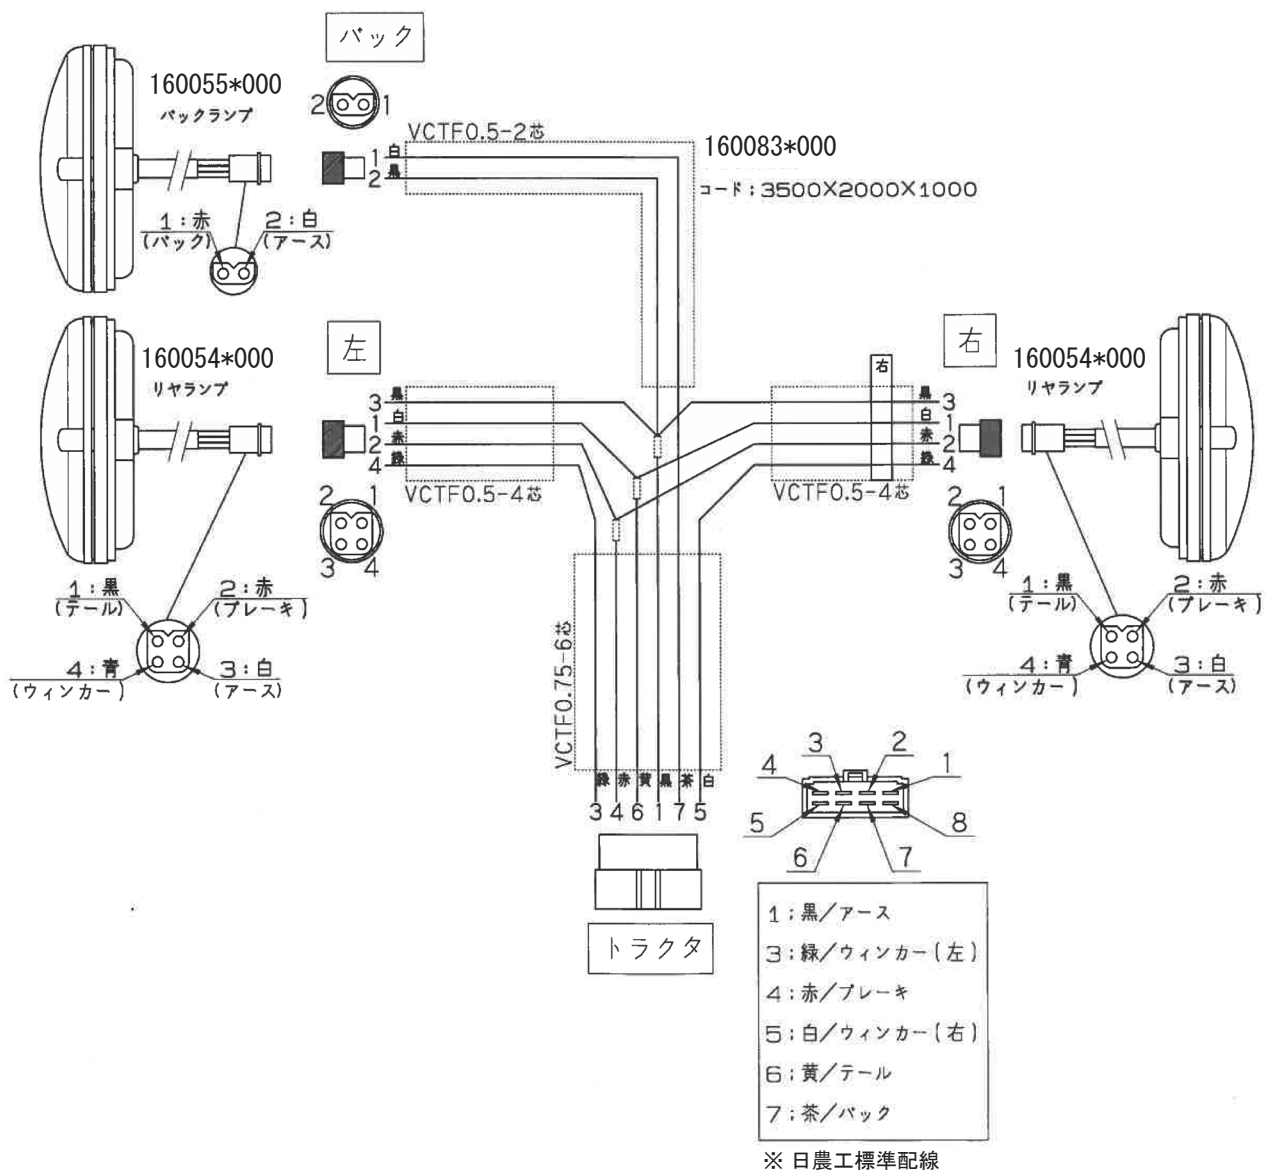 バック
160055*000
バックランプ
2 1
VCTF0.5-2芯
1 白
2 黒
160083*000
コード：3500X2000X1000
1：赤
(バック)
2：白
(アース)
左
160054*000
リヤランプ
3 黒
1 白
2 赤
4 緑
VCTF0.5-4芯
2 1
3 4
1：黒
(テール)
2：赤
(ブレーキ)
4：青
(ウィンカー)
3：白
(アース)
右
160054*000
リヤランプ
右
黒 3
白 1
赤 2
緑 4
VCTF0.5-4芯
2 1
3 4
1：黒
(テール)
2：赤
(ブレーキ)
4：青
(ウィンカー)
3：白
(アース)
VCTF0.75-6芯
緑 赤 黄 黒 茶 白
3 4 6 1 7 5
トラクタ
4 3 2 1
5 6 7 8
1：黒／アース
3：緑／ウィンカー(左)
4：赤／ブレーキ
5：白／ウィンカー(右)
6：黄／テール
7：茶／バック
※ 日農工標準配線